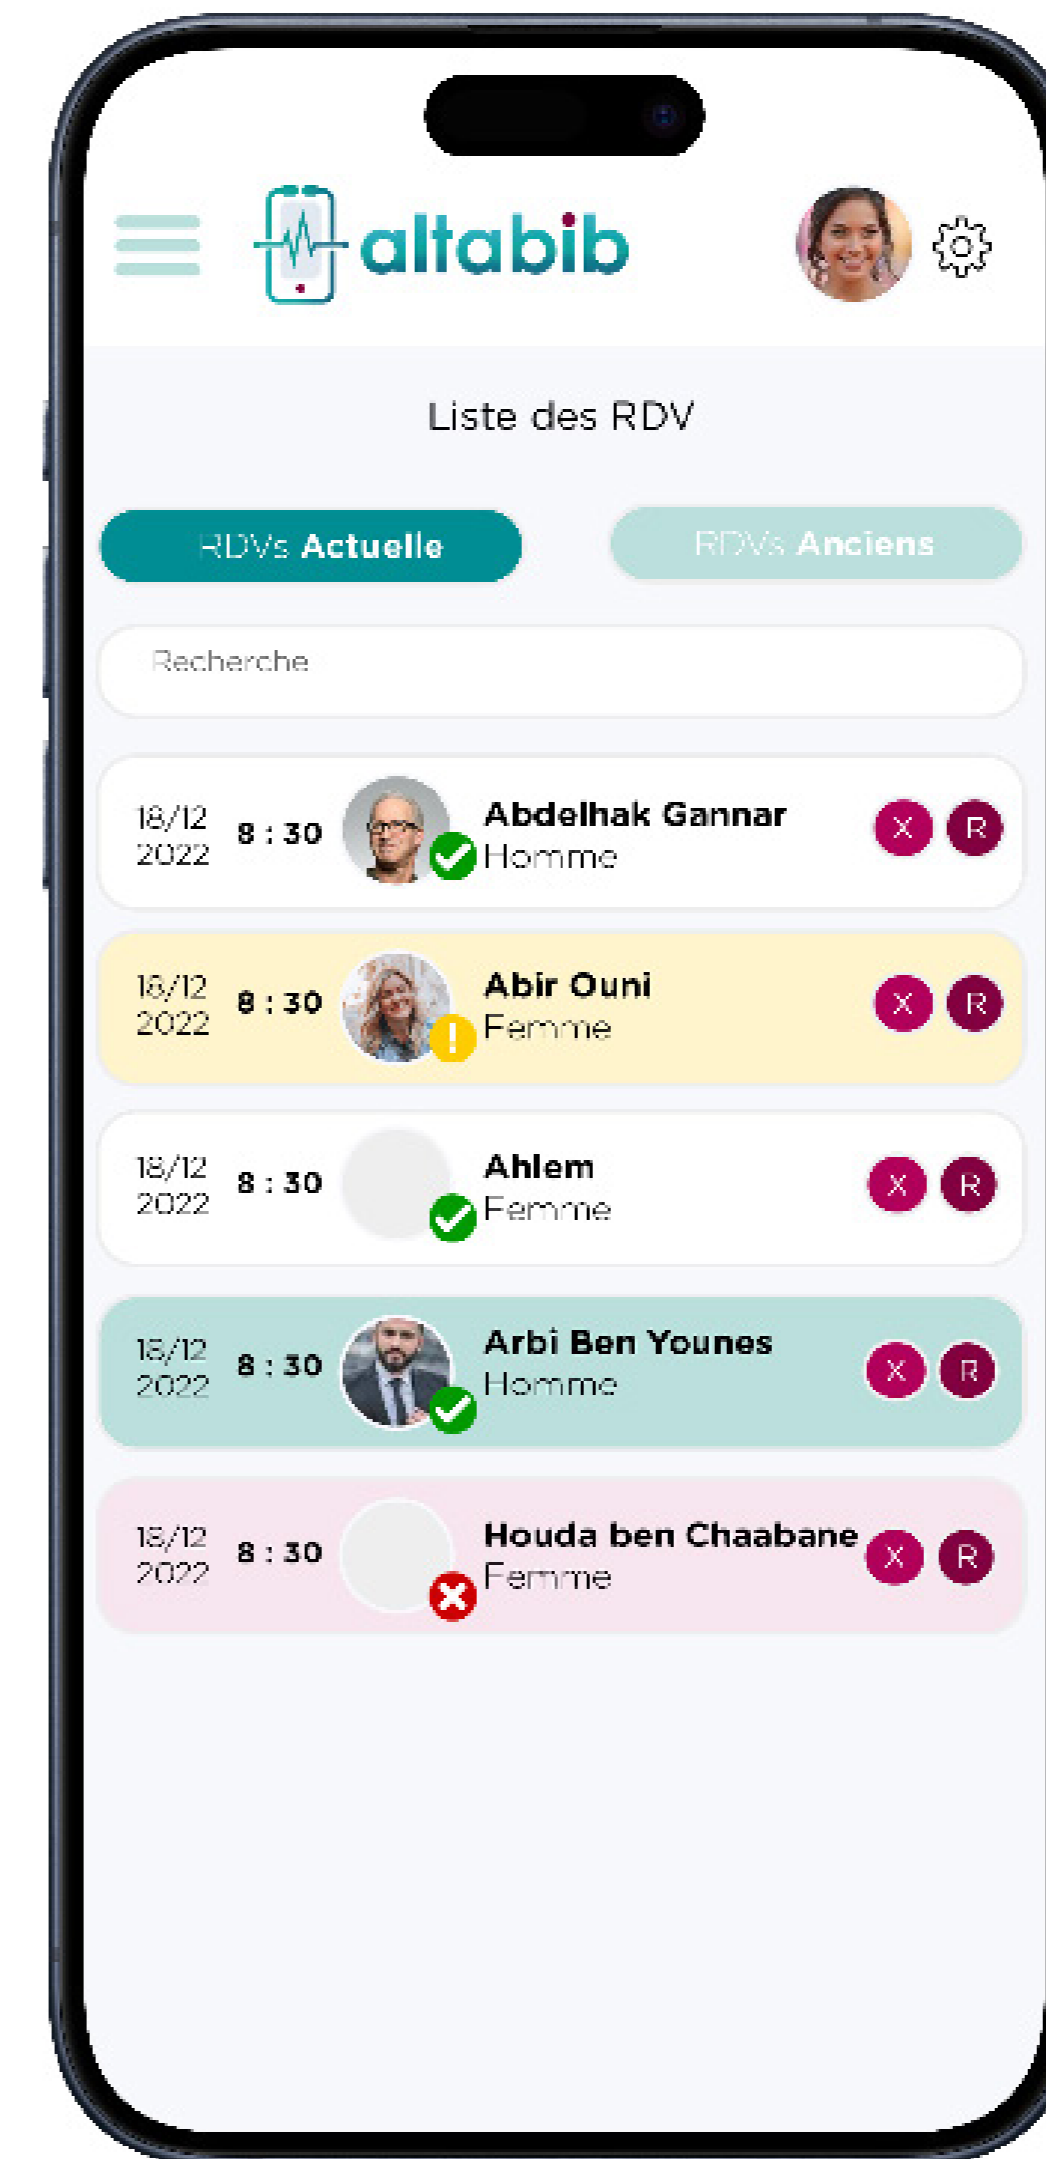 altabib
Liste des RDV
RDVs Actuelle
RDVs Anciens
Recherche
18/12
2022
8 : 30
Abdelhak Gannar
Homme
X
R
18/12
2022
8 : 30
Abir Ouni
Femme
X
R
18/12
2022
8 : 30
Ahlem
Femme
X
R
18/12
2022
8 : 30
Arbi Ben Younes
Homme
X
R
18/12
2022
8 : 30
Houda ben Chaabane
Femme
X
R